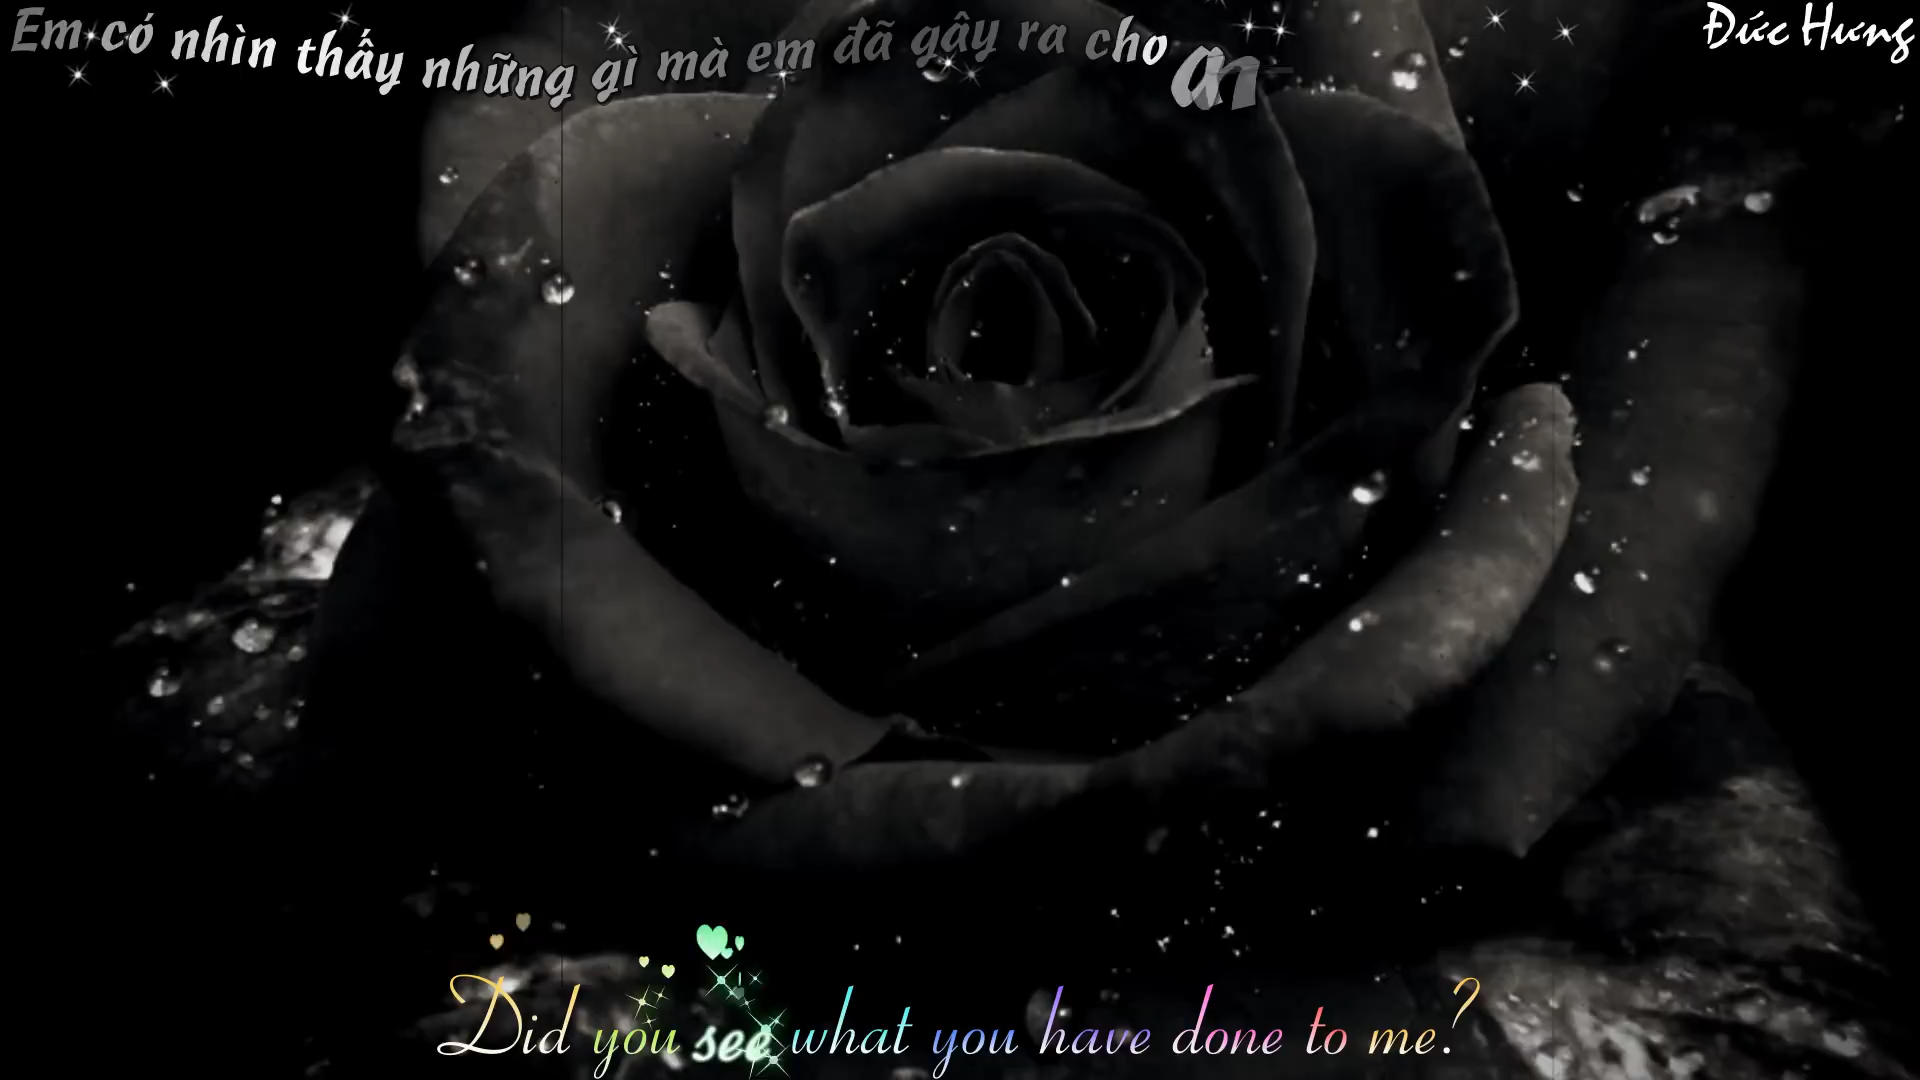 Em có nhìn thấy những gì mà em đã gây ra cho an
Đức Hưng
Did you see what you have done to me?